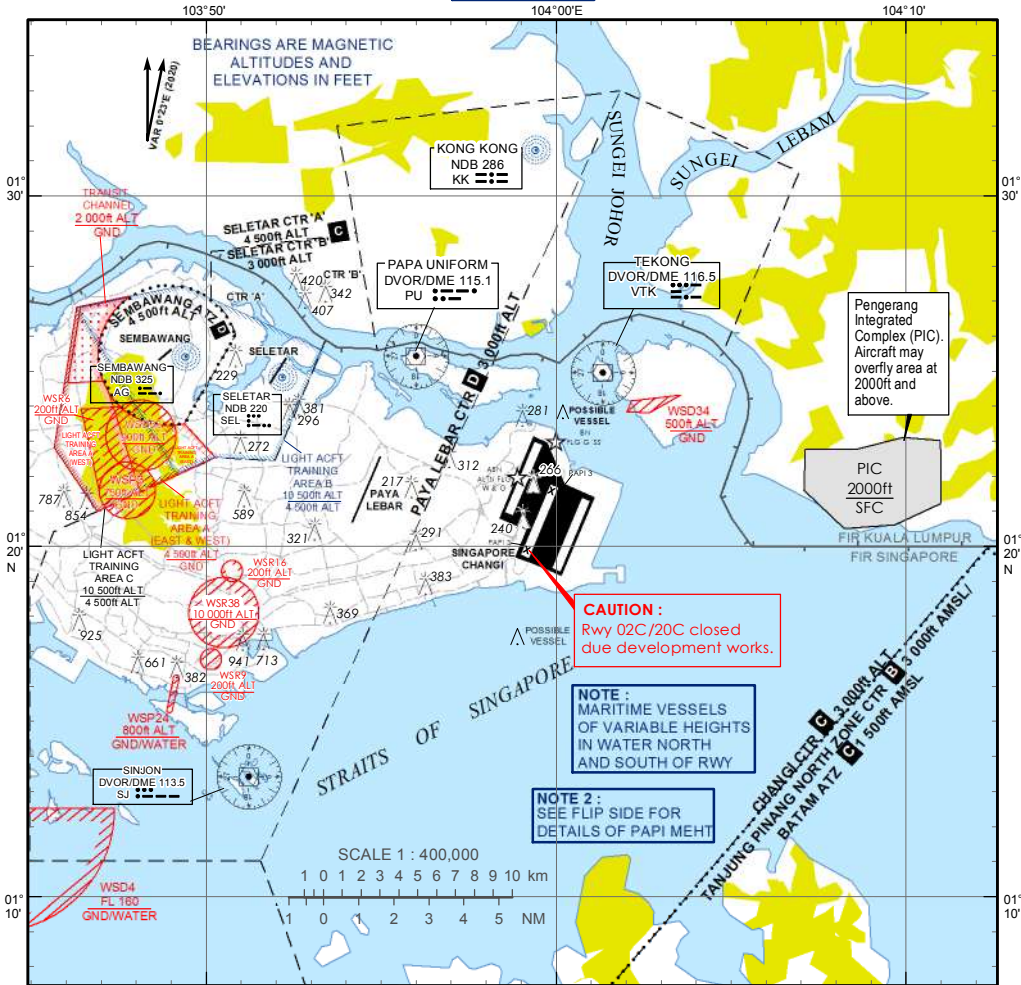 103°50'
104°00'
104°10'
BEARINGS ARE MAGNETIC
ALTITUDES AND
ELEVATIONS IN FEET
VAR 0°23'E (2020)
KONG KONG
NDB 286
KK
SUNGEI JOHOR
SUNGEI LEBAM
01°
30'
01°
30'
TRANSIT
CHANNEL
2 000ft ALT
GND
SELETAR CTR 'A'
4 500ft ALT
SELETAR CTR 'B'
3 000ft ALT
C
CTR 'B'
CTR 'A'
420
342
407
PAPA UNIFORM
DVOR/DME 115.1
PU
TEKONG
DVOR/DME 116.5
VTK
Pengerang
Integrated
Complex (PIC).
Aircraft may
overfly area at
2000ft and
above.
SEMBAWANG ATZ
4 500ft ALT
D
SEMBAWANG
SELETAR
SEMBAWANG
NDB 325
AG
229
SELETAR
NDB 220
SEL
381
296
272
PAYA LEBAR CTR D 3 000ft ALT
281
POSSIBLE
VESSEL
BN
FLG G 5S
WSD34
500ft ALT
GND
WSR6
200ft ALT
GND
LIGHT ACFT
TRAINING
AREA A
(WEST)
LIGHT ACFT
TRAINING
AREA B
10 500ft ALT
4 500ft ALT
312
217
PAYA
LEBAR
286
PAPI 3
ABN
ALTN FLG
W & G
PIC
2000ft
SFC
787
854
589
LIGHT ACFT
TRAINING
AREA A
(EAST & WEST)
4 500ft ALT
GND
321
291
240
PAPI 3
SINGAPORE
CHANGI
FIR KUALA LUMPUR
FIR SINGAPORE
01°
20'
N
01°
20'
N
LIGHT ACFT
TRAINING
AREA C
10 500ft ALT
4 500ft ALT
WSR16
200ft ALT
GND
383
WSR38
10 000ft ALT
GND
369
925
CAUTION :
Rwy 02C/20C closed
due development works.
POSSIBLE
VESSEL
661
382
941
713
WSR9
200ft ALT
GND
WSP24
800ft ALT
GND/WATER
STRAITS OF SINGAPORE
NOTE :
MARITIME VESSELS
OF VARIABLE HEIGHTS
IN WATER NORTH
AND SOUTH OF RWY
CHANGI CTR C 3 000ft ALT
TANJUNG PINANG NORTH ZONE CTR B 3 000ft AMSL/
BATAM ATZ C 1 500ft AMSL
SINJON
DVOR/DME 113.5
SJ
NOTE 2 :
SEE FLIP SIDE FOR
DETAILS OF PAPI MEHT
SCALE 1 : 400,000
1 0 1 2 3 4 5 6 7 8 9 10 km
1 0 1 2 3 4 5 NM
WSD4
FL 160
GND/WATER
01°
10'
01°
10'